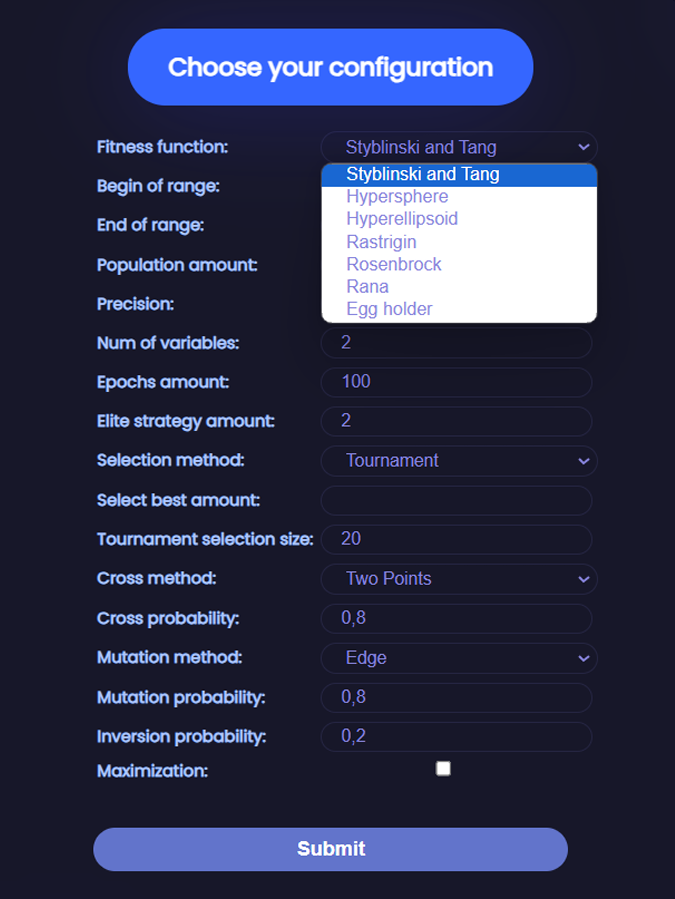 Choose your configuration
Fitness function: Styblinski and Tang
Styblinski and Tang
Hypersphere
Hyperellipsoid
Rastrigin
Rosenbrock
Rana
Egg holder
Begin of range:
End of range:
Population amount:
Precision:
Num of variables: 2
Epochs amount: 100
Elite strategy amount: 2
Selection method: Tournament
Select best amount:
Tournament selection size: 20
Cross method: Two Points
Cross probability: 0,8
Mutation method: Edge
Mutation probability: 0,8
Inversion probability: 0,2
Maximization:
Submit